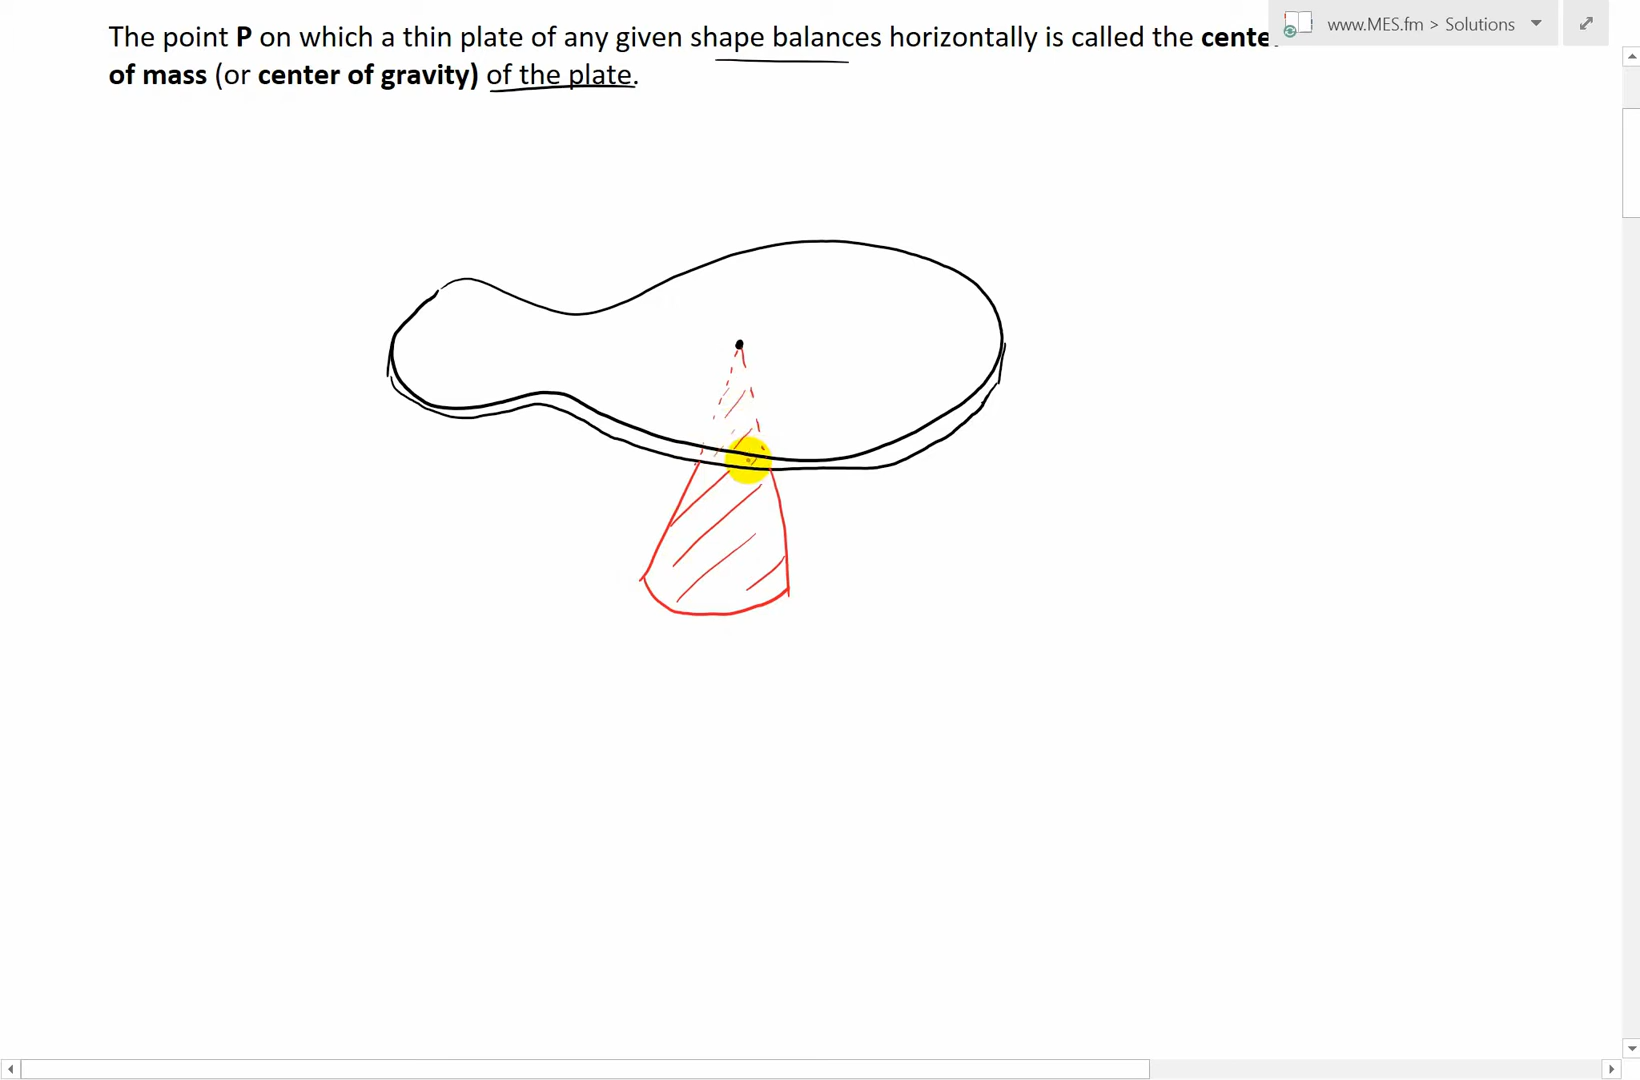 The point P on which a thin plate of any given shape balances horizontally is called the cente
of mass (or center of gravity) of the plate.
www.MES.fm > Solutions